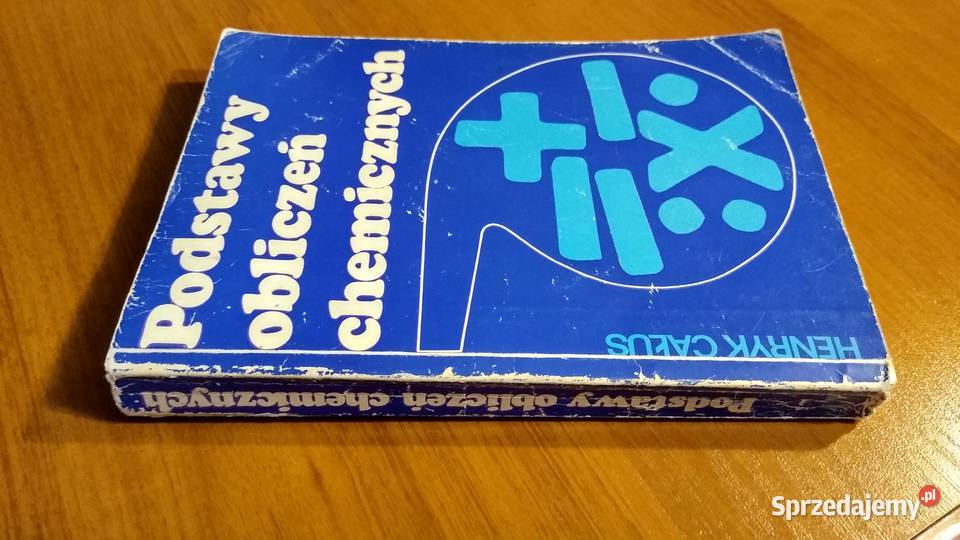 Podstawy
obliczeń
chemicznych
HENRYK CAŁUS
Podstawy obliczeń chemicznych
Sprzedajemy.pl